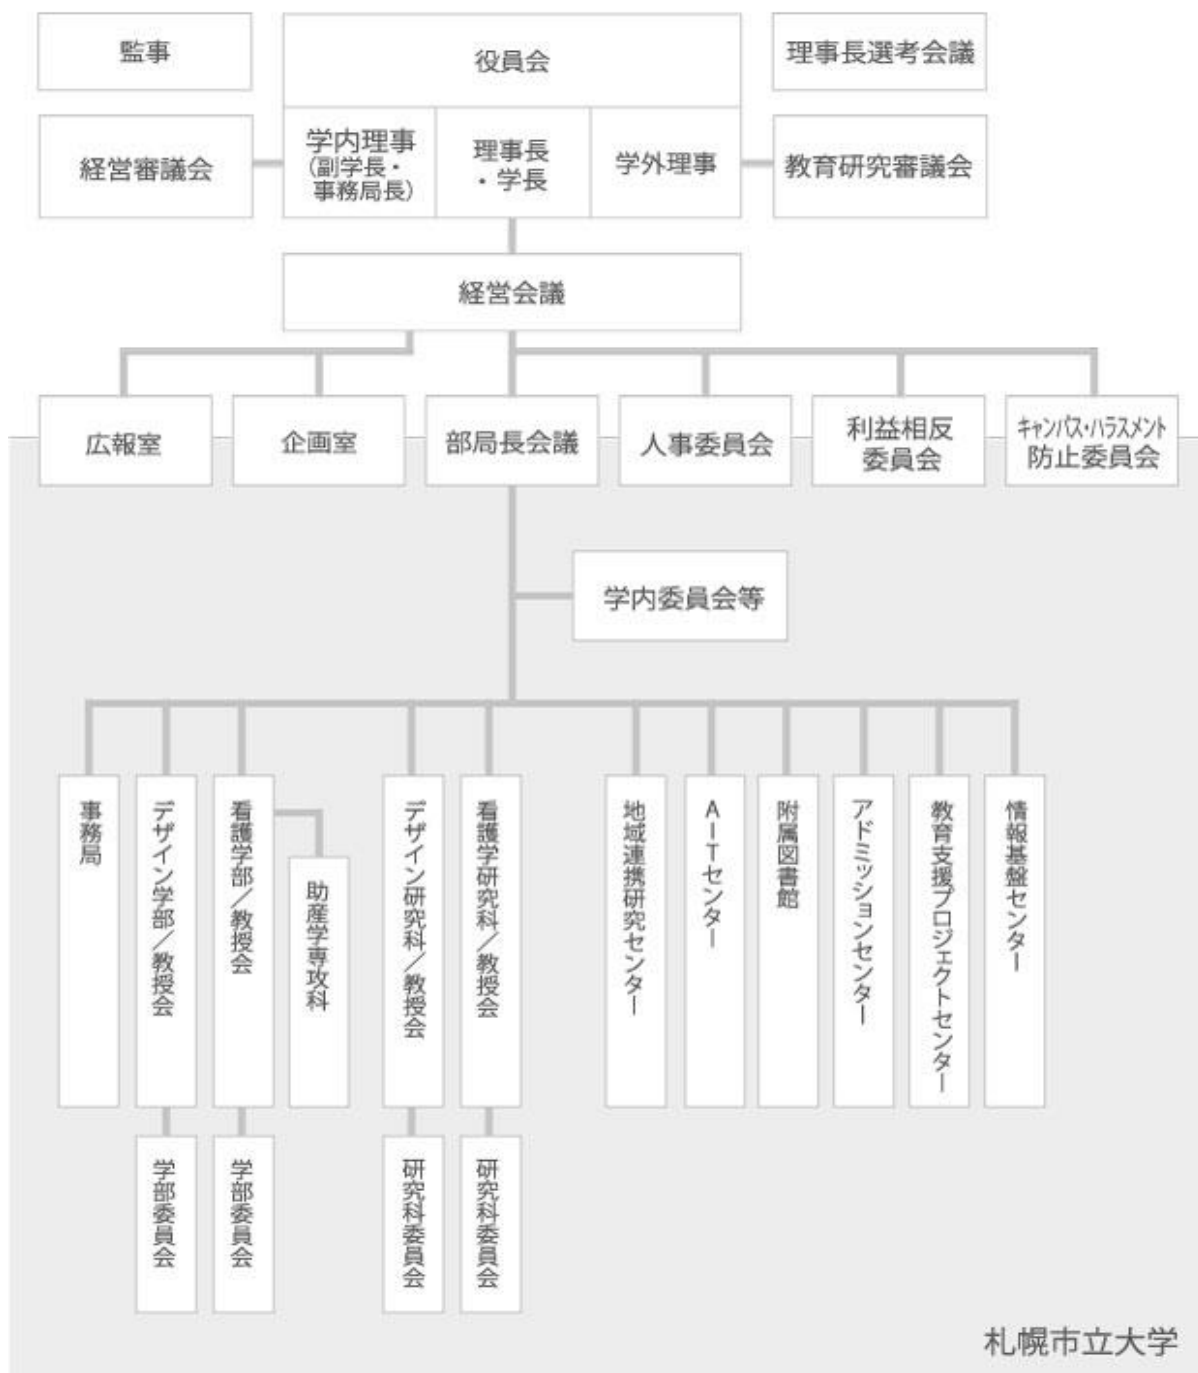 監事
役員会
理事長選考会議
経営審議会
学内理事
(副学長・
事務局長)
理事長
・学長
学外理事
教育研究審議会
経営会議
広報室
企画室
部局長会議
人事委員会
利益相反
委員会
キャンパス・ハラスメント
防止委員会
学内委員会等
事務局
デザイン学部/教授会
看護学部/教授会
助産学専攻科
デザイン研究科/教授会
看護学研究科/教授会
地域連携研究センター
AITセンター
附属図書館
アドミッションセンター
教育支援プロジェクトセンター
情報基盤センター
学部委員会
学部委員会
研究科委員会
研究科委員会
札幌市立大学